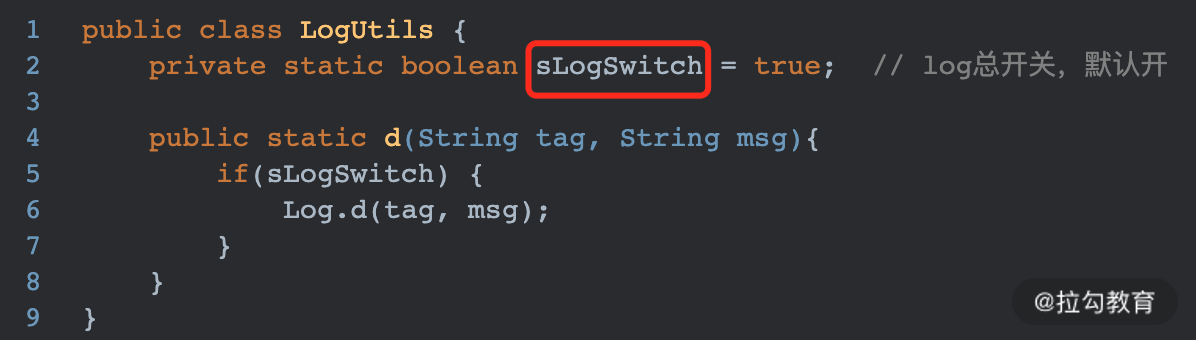 1 public class LogUtils {
2 private static boolean sLogSwitch = true; // log总开关，默认开
3
4 public static d(String tag, String msg){
5 if(sLogSwitch) {
6 Log.d(tag, msg);
7 }
8 }
9 }
@拉勾教育